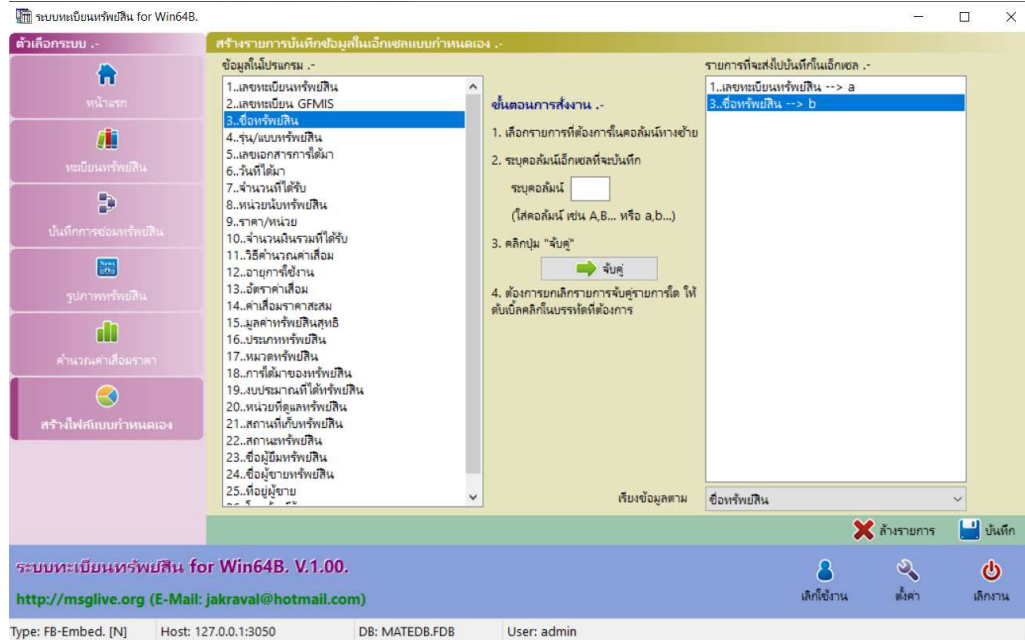 ระบบทะเบียนทรัพย์สิน for Win64B.
ตัวเลือกระบบ .-
หน้าแรก
ทะเบียนทรัพย์สิน
บันทึกการซ่อมทรัพย์สิน
News
รูปภาพทรัพย์สิน
คำนวณค่าเสื่อมราคา
สร้างไฟล์แบบกำหนดเอง
สร้างรายการบันทึกข้อมูลในเอ็กเซลแบบกำหนดเอง .-
ข้อมูลในโปรแกรม .-
1..เลขทะเบียนทรัพย์สิน
2..เลขทะเบียน GFMIS
3..ชื่อทรัพย์สิน
4..รุ่น/แบบทรัพย์สิน
5..เลขเอกสารการได้มา
6..วันที่ได้มา
7..จำนวนที่ได้รับ
8..หน่วยนับทรัพย์สิน
9..ราคา/หน่วย
10..จำนวนเงินรวมที่ได้รับ
11..วิธีคำนวณค่าเสื่อม
12..อายุการใช้งาน
13..อัตราค่าเสื่อม
14..ค่าเสื่อมราคาสะสม
15..มูลค่าทรัพย์สินสุทธิ
16..ประเภททรัพย์สิน
17..หมวดทรัพย์สิน
18..การได้มาของทรัพย์สิน
19..งบประมาณที่ได้ทรัพย์สิน
20..หน่วยที่ดูแลทรัพย์สิน
21..สถานที่เก็บทรัพย์สิน
22..สถานะทรัพย์สิน
23..ชื่อผู้ยืมทรัพย์สิน
24..ชื่อผู้ขายทรัพย์สิน
25..ที่อยู่ผู้ขาย
ขั้นตอนการสั่งงาน .-
1. เลือกรายการที่ต้องการในคอลัมน์ทางซ้าย
2. ระบุคอลัมน์เอ็กเซลที่จะบันทึก
ระบุคอลัมน์
(ใส่คอลัมน์ เช่น A,B... หรือ a,b...)
3. คลิกปุ่ม "จับคู่"
จับคู่
4. ต้องการยกเลิกรายการจับคู่รายการใด ให้
ดับเบิ้ลคลิกในบรรทัดที่ต้องการ
รายการที่จะส่งไปบันทึกในเอ็กเซล .-
1..เลขทะเบียนทรัพย์สิน --> a
3..ชื่อทรัพย์สิน --> b
เรียงข้อมูลตาม
ชื่อทรัพย์สิน
ล้างรายการ
บันทึก
ระบบทะเบียนทรัพย์สิน for Win64B. V.1.00.
http://msglive.org (E-Mail: jakraval@hotmail.com)
เลิกใช้งาน
ตั้งค่า
เลิกงาน
Type: FB-Embed. [N]
Host: 127.0.0.1:3050
DB: MATEDB.FDB
User: admin